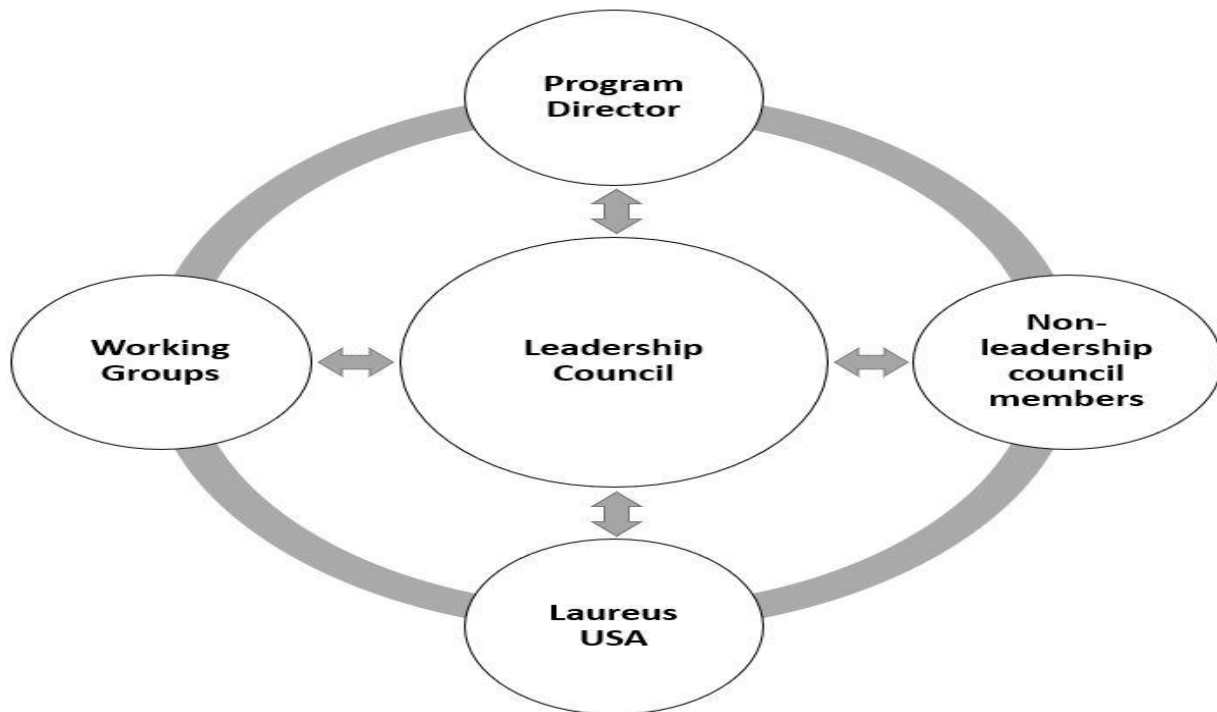 Program
Director
Working
Groups
Leadership
Council
Non-
leadership
council
members
Laureus
USA